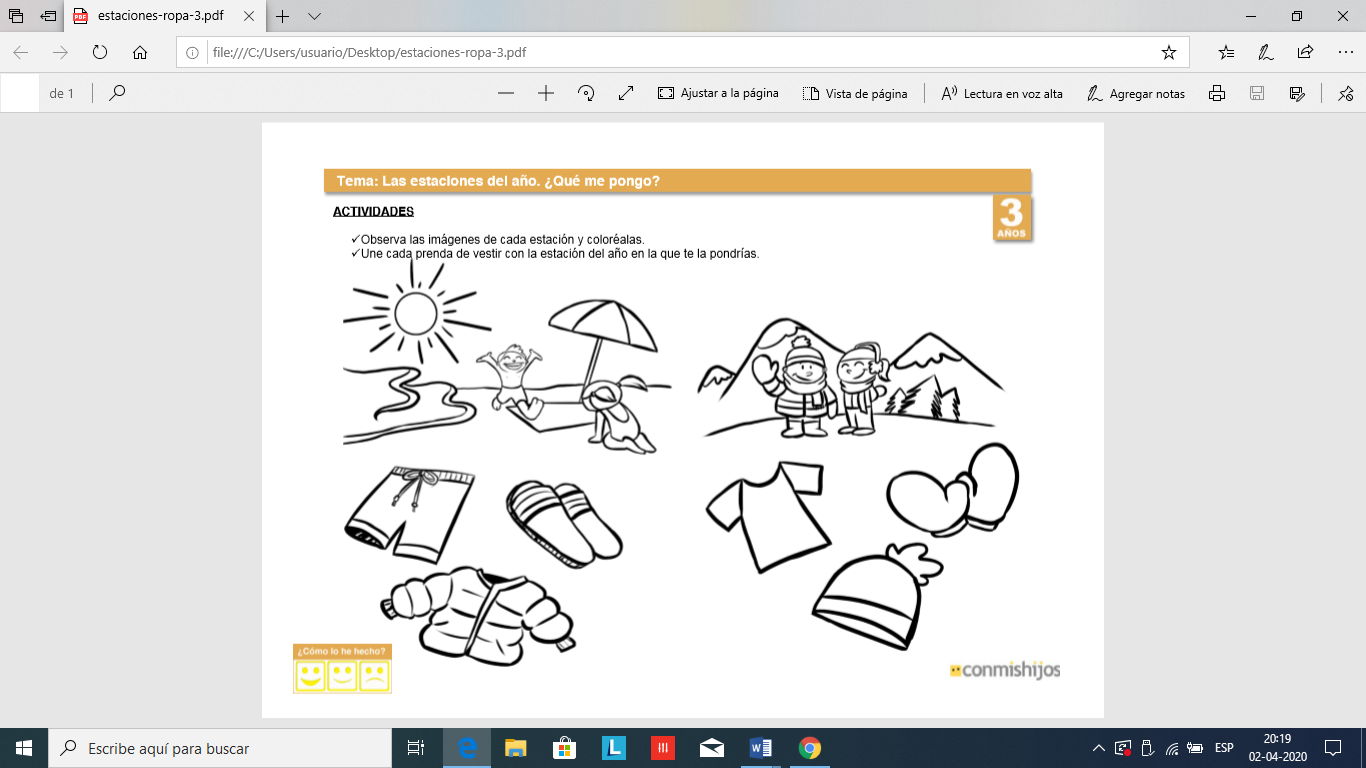 estaciones-ropa-3.pdf
file:///C:/Users/usuario/Desktop/estaciones-ropa-3.pdf
de 1
Ajustar a la página
Vista de página
Lectura en voz alta
Agregar notas
Tema: Las estaciones del año. ¿Qué me pongo?
3
AÑOS
ACTIVIDADES
✓Observa las imágenes de cada estación y coloréalas.
✓Une cada prenda de vestir con la estación del año en la que te la pondrías.
¿Cómo lo he hecho?
conmishijos
Escribe aquí para buscar
L
ESP
20:19
02-04-2020